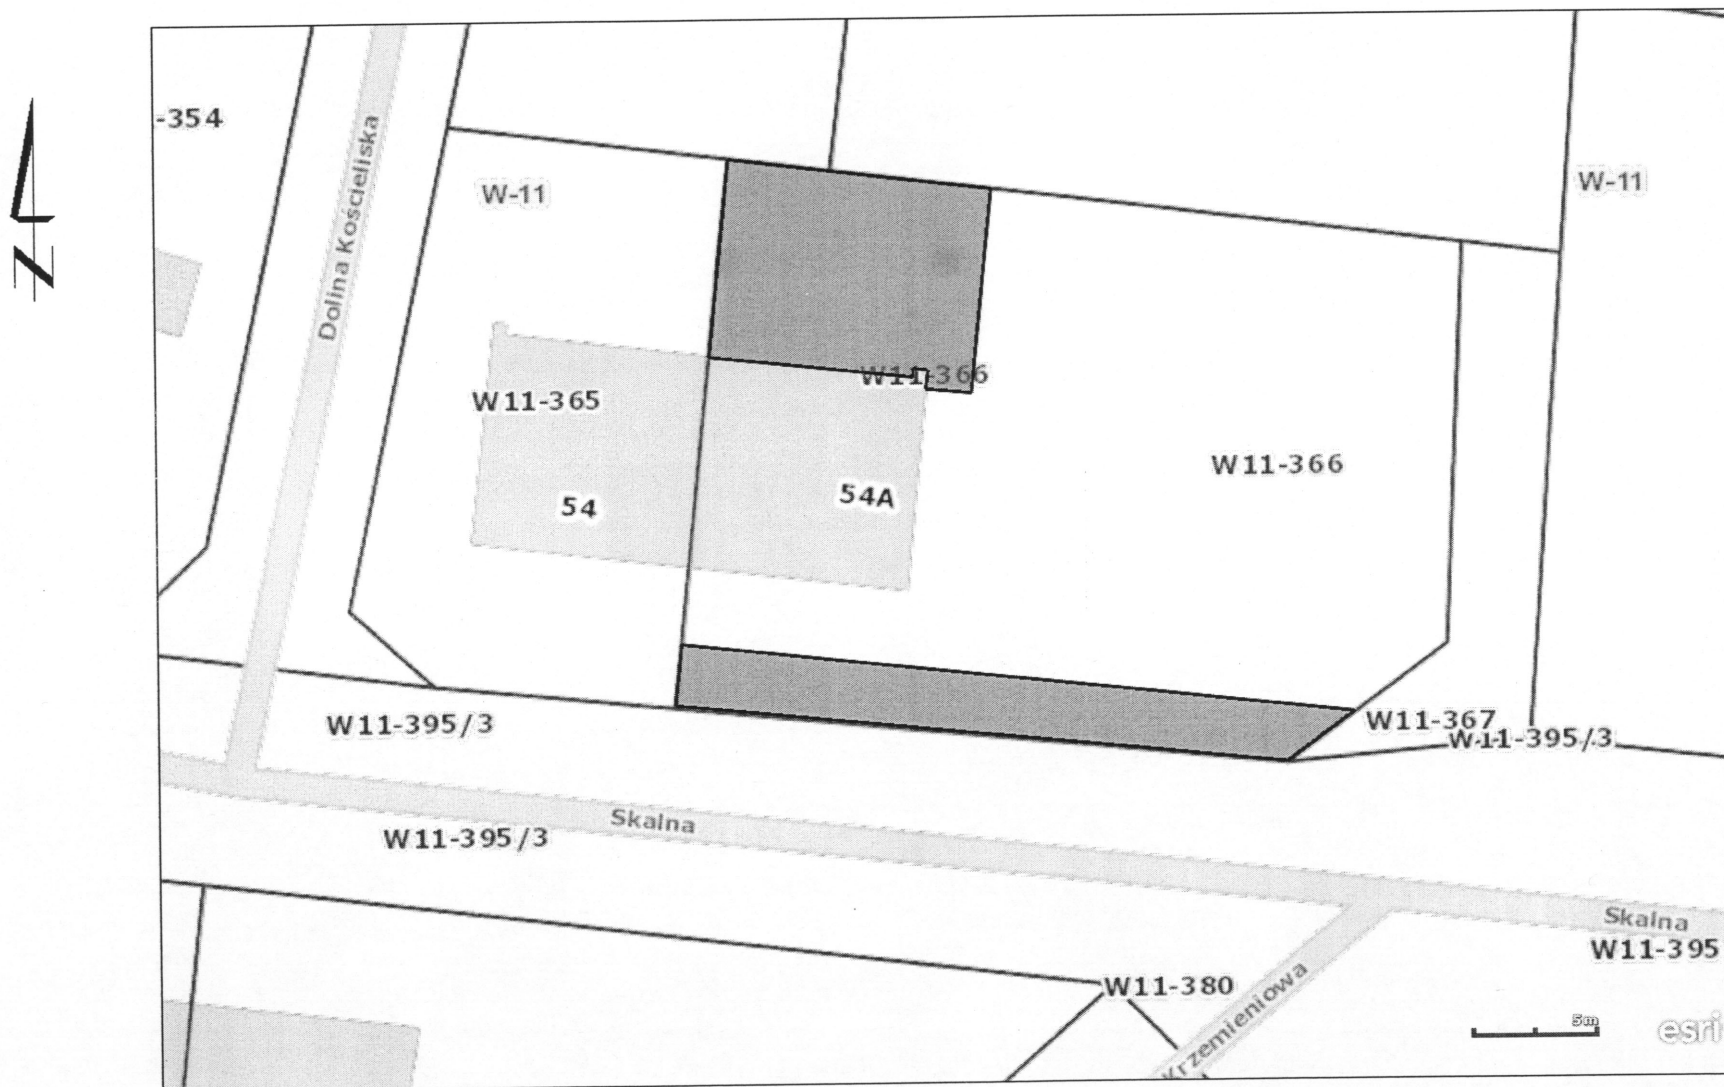 -354
Dolina Kościeliska
W-11
W-11
N
W11-366
W11-365
W11-366
54
54A
W11-395/3
W11-367
W11-395/3
Skalna
W11-395/3
Skalna
W11-395
W11-380
Krzemieniowa
5m
esri